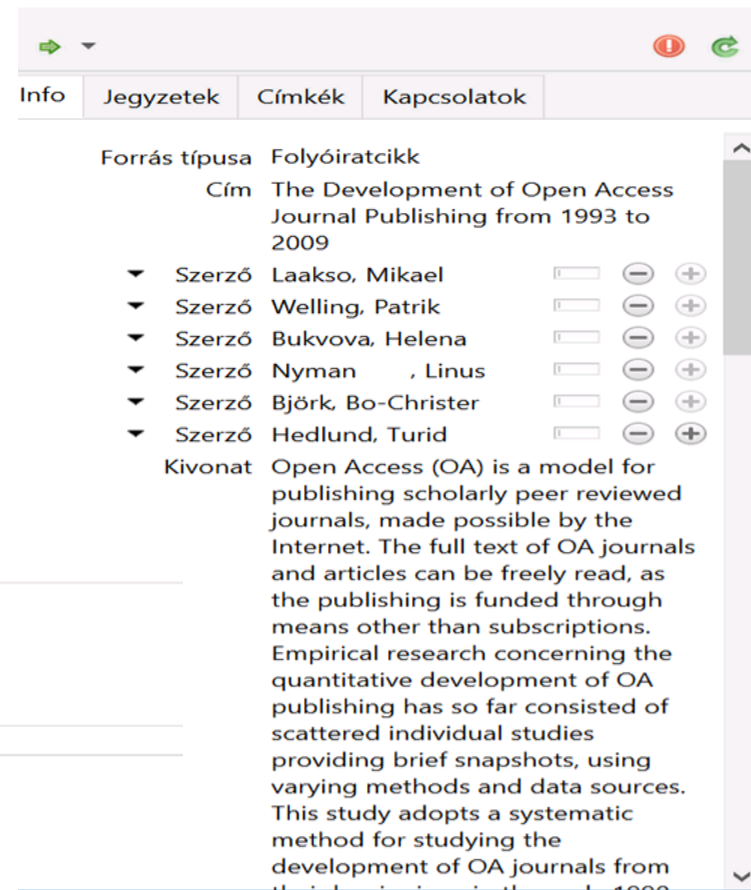 Info Jegyzetek Címkék Kapcsolatok
Forrás típusa Folyóiratcikk
Cím The Development of Open Access
Journal Publishing from 1993 to
2009
Szerző Laakso, Mikael
Szerző Welling, Patrik
Szerző Bukvova, Helena
Szerző Nyman , Linus
Szerző Björk, Bo-Christer
Szerző Hedlund, Turid
Kivonat Open Access (OA) is a model for
publishing scholarly peer reviewed
journals, made possible by the
Internet. The full text of OA journals
and articles can be freely read, as
the publishing is funded through
means other than subscriptions.
Empirical research concerning the
quantitative development of OA
publishing has so far consisted of
scattered individual studies
providing brief snapshots, using
varying methods and data sources.
This study adopts a systematic
method for studying the
development of OA journals from